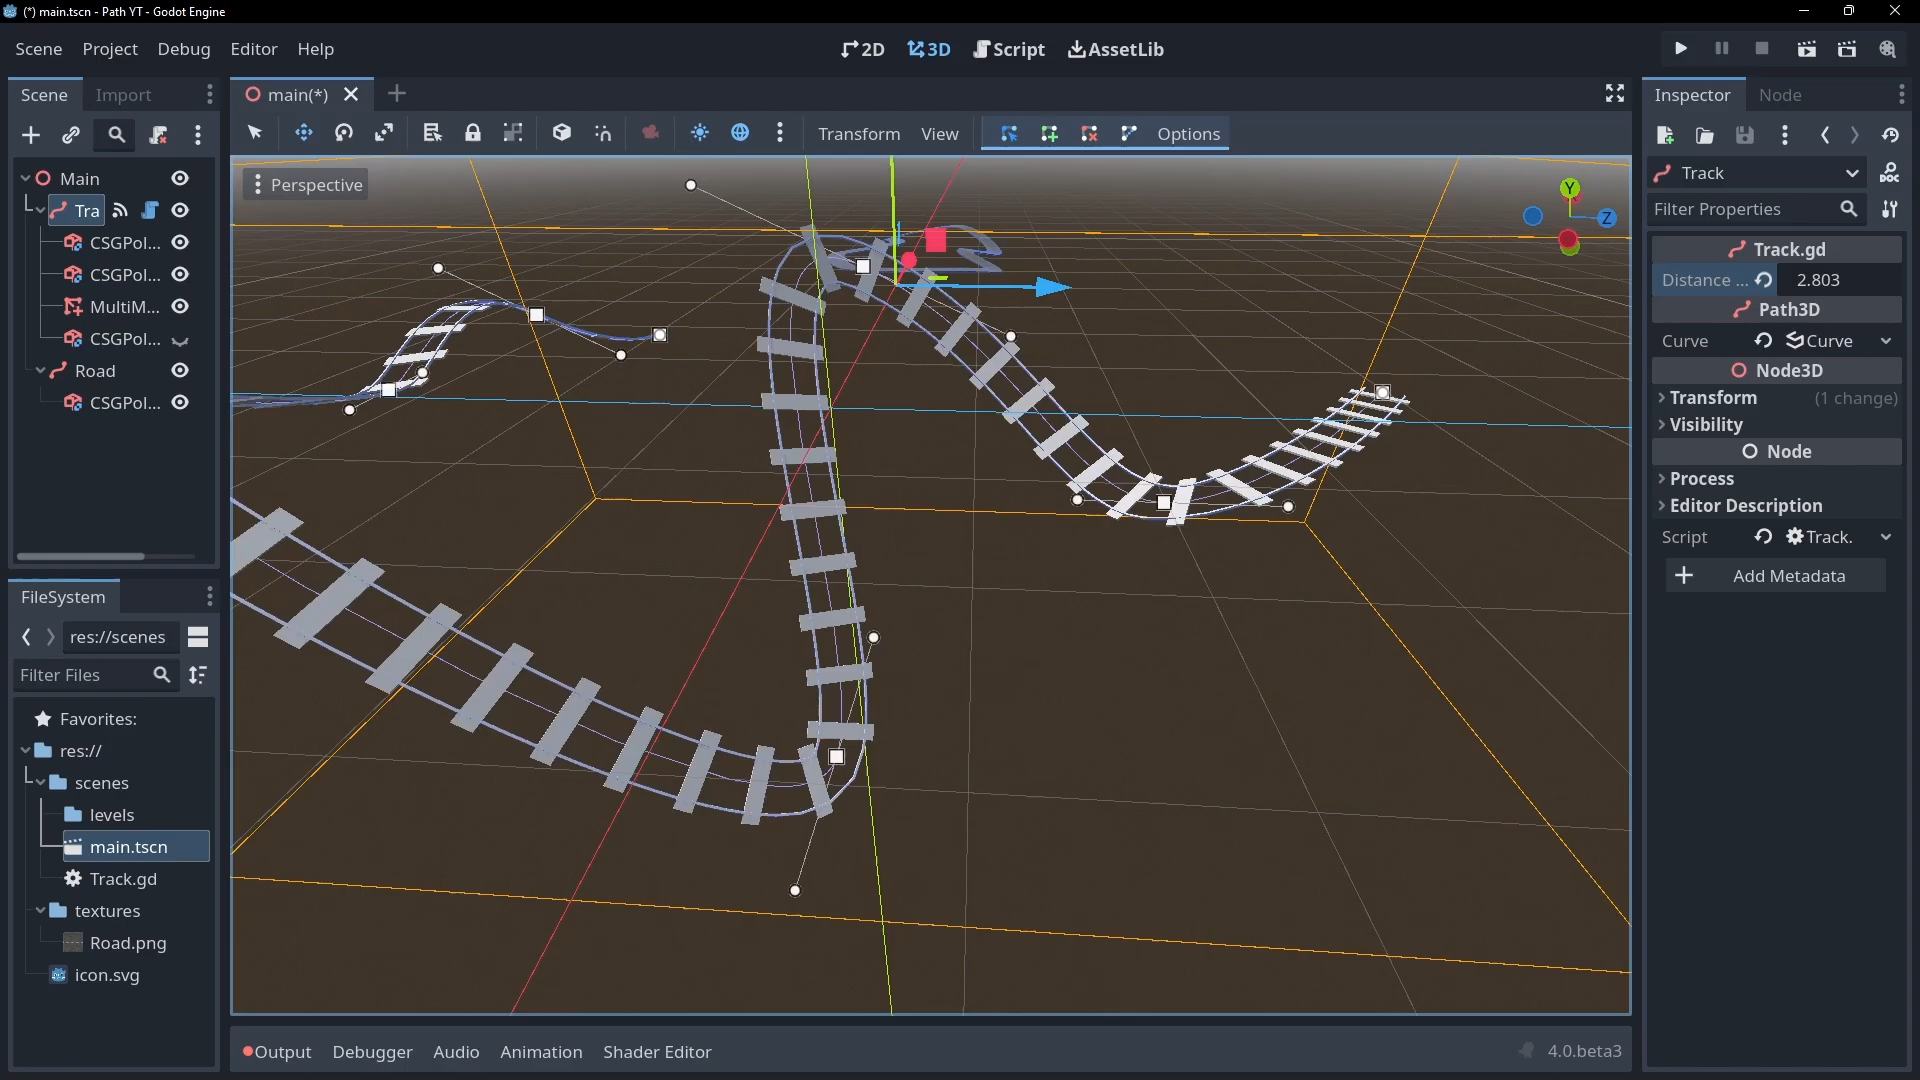 (*) main.tscn - Path YT - Godot Engine
Scene Project Debug Editor Help
2D 3D Script AssetLib
Scene Import
main(*)
Inspector Node
Transform View Options
Perspective
Y
Z
Main
Tra
CSGPol...
CSGPol...
MultiM...
CSGPol...
Road
CSGPol...
FileSystem
res://scenes
Filter Files
Favorites:
res://
scenes
levels
main.tscn
Track.gd
textures
Road.png
icon.svg
Track
DOC
Filter Properties
Track.gd
Distance ... 2.803
Path3D
Curve Curve
Node3D
Transform (1 change)
Visibility
Node
Process
Editor Description
Script Track.
Add Metadata
Output Debugger Audio Animation Shader Editor
4.0.beta3